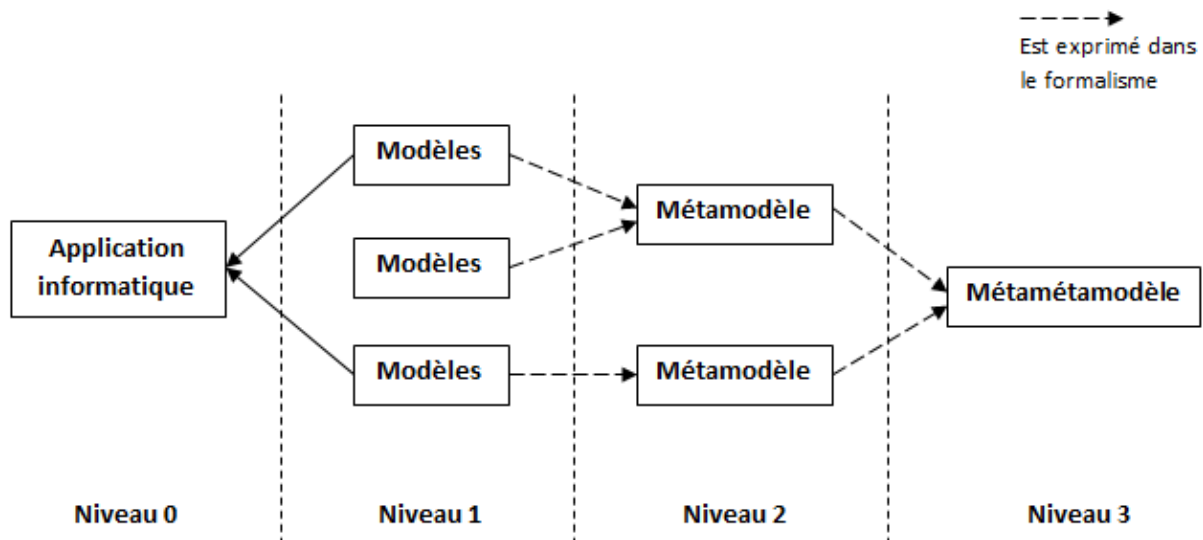 Est exprimé dans
le formalisme
Modèles
Métamodèle
Application
informatique
Modèles
Métamétamodèle
Modèles
Métamodèle
Niveau 0
Niveau 1
Niveau 2
Niveau 3